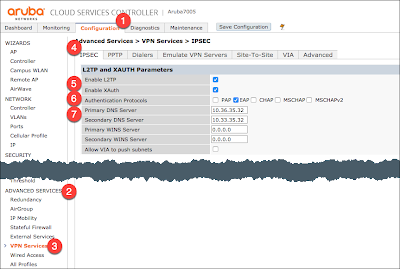 aruba NETWORKS CLOUD SERVICES CONTROLLER | Aruba7005
1
Dashboard Monitoring Configuration Diagnostics Maintenance Save Configuration
WIZARDS
AP
Controller
Campus WLAN
Remote AP
AirWave
NETWORK
Controller
VLANs
Ports
Cellular Profile
IP
SECURITY
Threshold
ADVANCED SERVICES 2
Redundancy
AirGroup
IP Mobility
Stateful Firewall
External Services
> VPN Services 3
Wired Access
All Profiles
Advanced Services > VPN Services > IPSEC
4
IPSEC PPTP Dialers Emulate VPN Servers Site-To-Site VIA Advanced
L2TP and XAUTH Parameters
5 Enable L2TP
Enable XAuth
6 Authentication Protocols PAP EAP CHAP MSCHAP MSCHAPv2
7 Primary DNS Server 10.36.35.32
Secondary DNS Server 10.33.35.32
Primary WINS Server 0.0.0.0
Secondary WINS Server 0.0.0.0
Allow VIA to push subnets